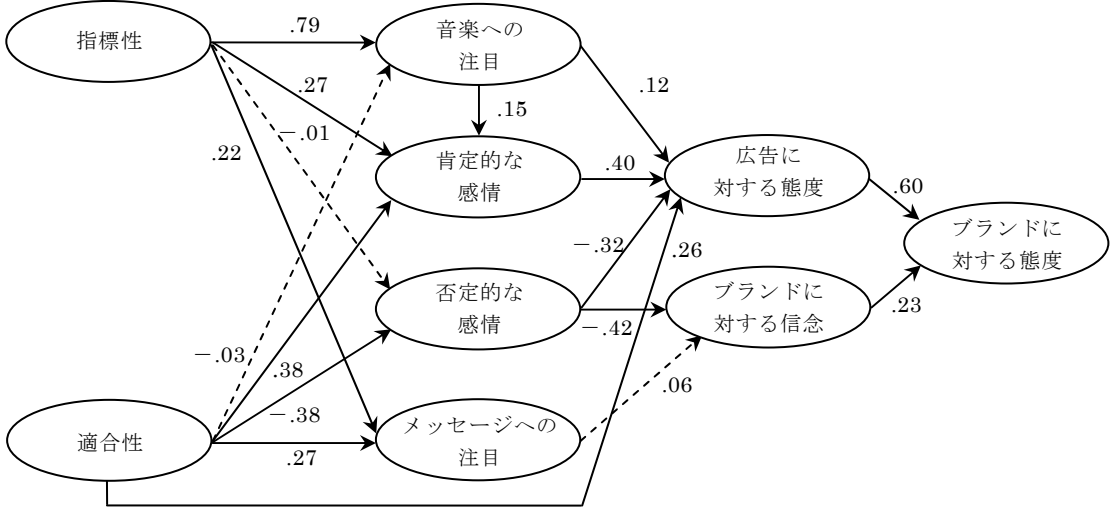 指標性
.79
音楽への
注目
.27
.12
.15
−.01
.22
肯定的な
感情
.40
広告に
対する態度
.60
−.32
.26
ブランドに
対する態度
否定的な
感情
−.42
ブランドに
対する信念
.23
−.03
.38
−.38
.06
適合性
.27
メッセージへの
注目